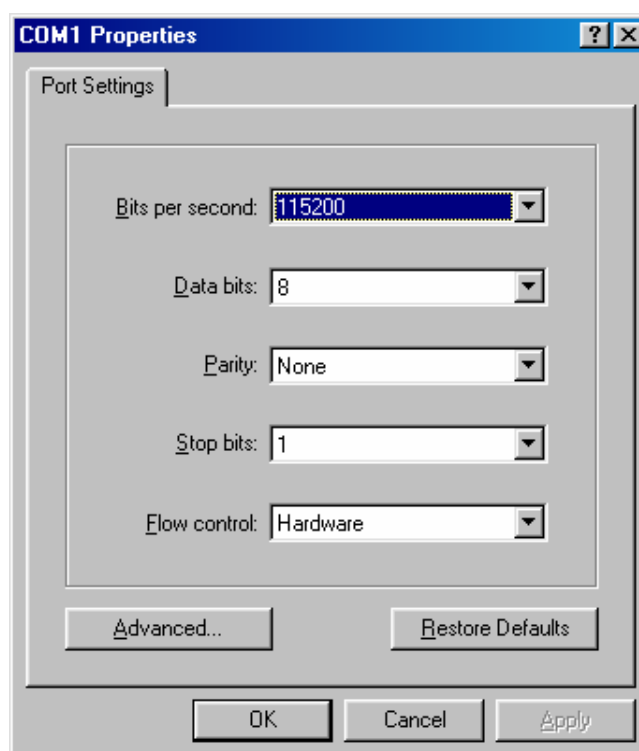 COM1 Properties
Port Settings
Bits per second: 115200
Data bits: 8
Parity: None
Stop bits: 1
Flow control: Hardware
Advanced... Restore Defaults
OK Cancel Apply